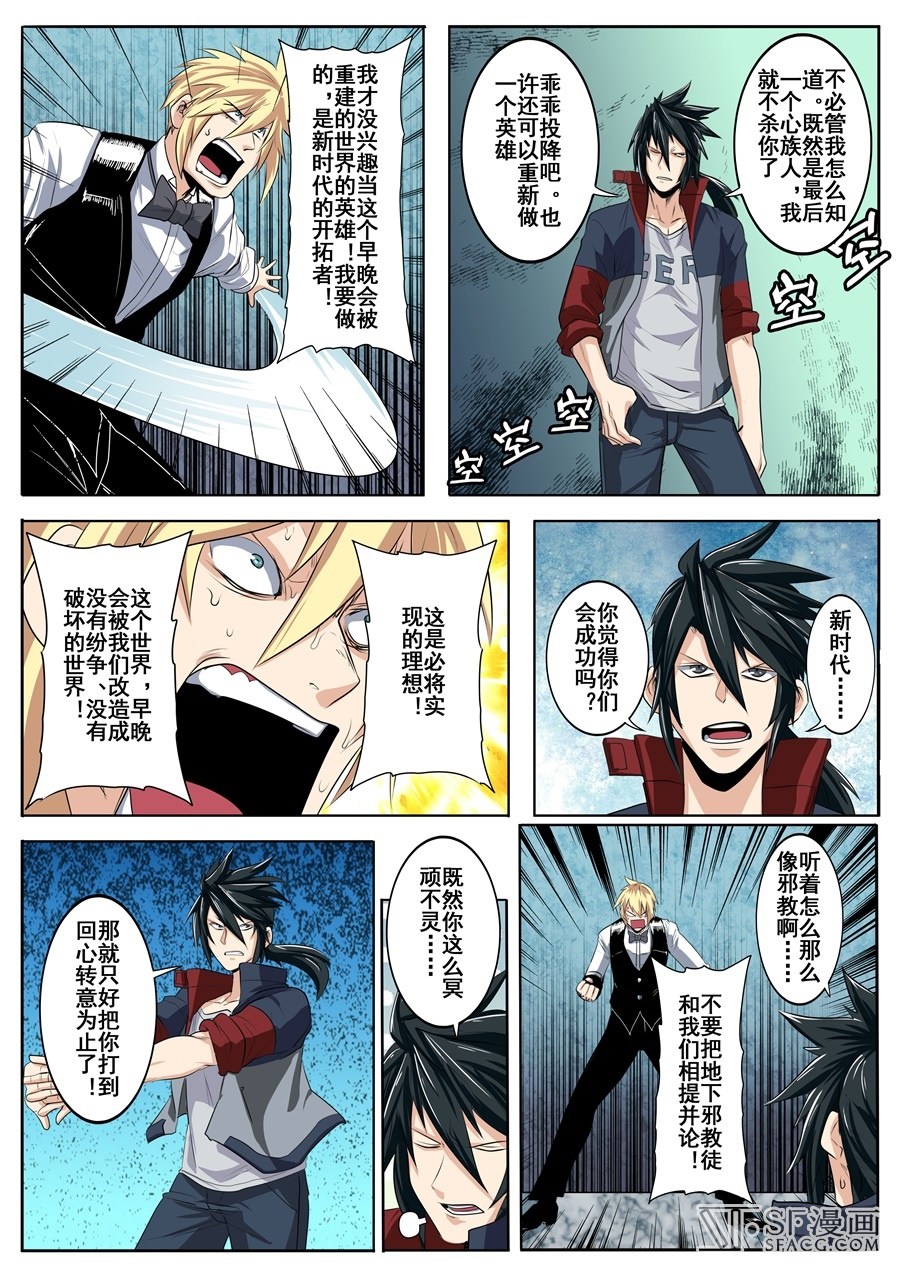 不必管我怎么知
道。既然是最后
一个心族人，我
就不杀你了
乖乖投降吧。也
许还可以重新做
一个英雄
TER
空
空
空
空
空
我才没兴趣当这个早晚会被
重建的世界的英雄！我要做
的，是新时代的开拓者！
新时代……
你觉得你们
会成功吗？
这是必将实
现的理想！
这个世界，早晚
会被我们改造成
没有纷争、没有
破坏的世界！
听着怎么那么
像邪教啊……
不要把地下邪教徒
和我们相提并论！
既然你这么冥
顽不灵……
那就只好把你打到
回心转意为止了！
SF漫画
SFACG.COM